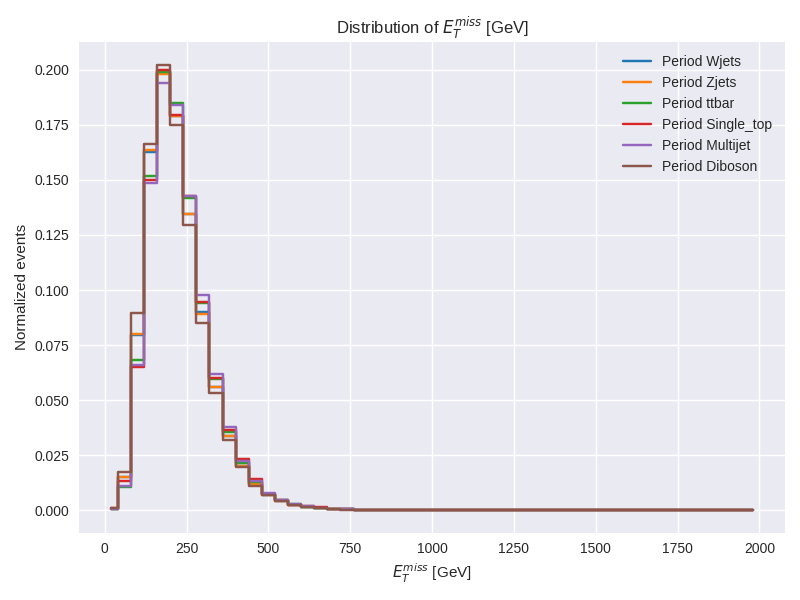 Distribution of $E_T^{miss}$ [GeV]
Normalized events
0.200
0.175
0.150
0.125
0.100
0.075
0.050
0.025
0.000
Period Wjets
Period Zjets
Period ttbar
Period Single_top
Period Multijet
Period Diboson
0 250 500 750 1000 1250 1500 1750 2000
$E_T^{miss}$ [GeV]